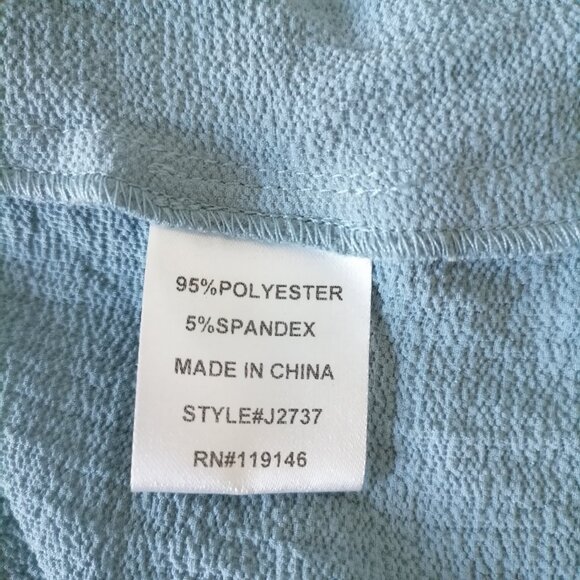 95%POLYESTER
5%SPANDEX
MADE IN CHINA
STYLE#J2737
RN#119146